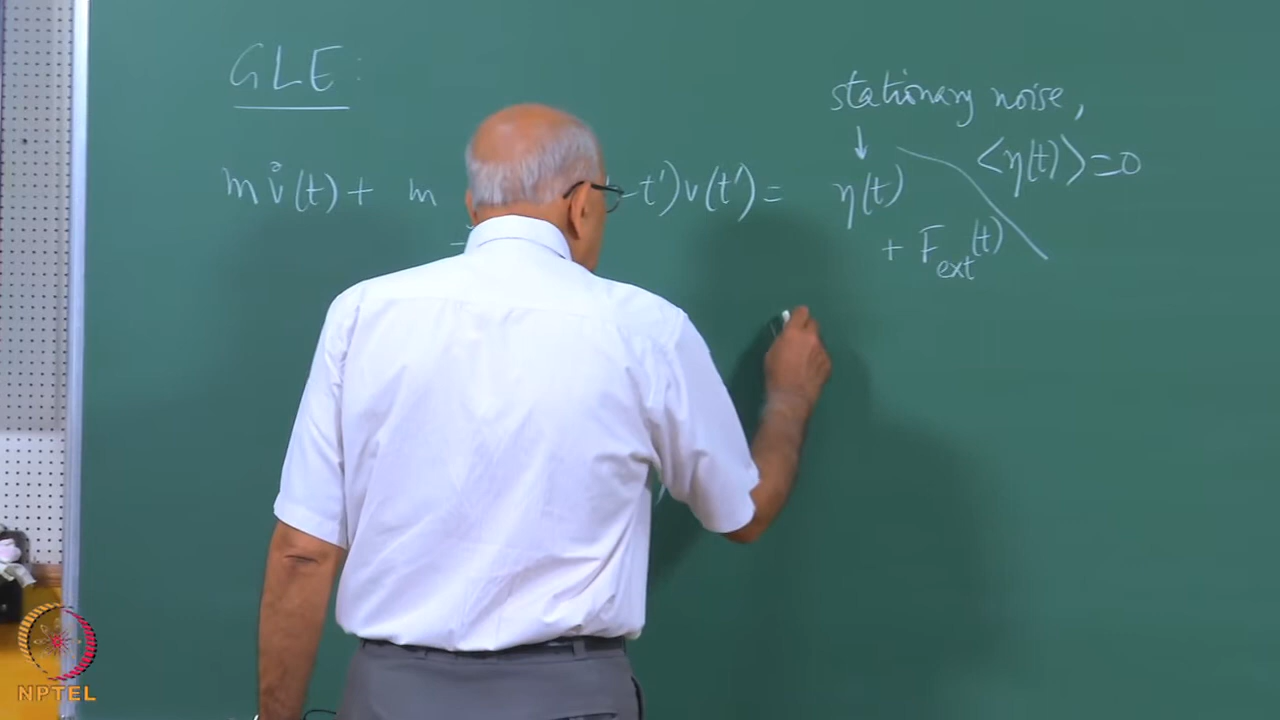 GLE:
stationary noise,
↓ <η(t)>=0
m v̇(t) + m - t')v(t') = η(t)
+ F_ext(t)
NPTEL